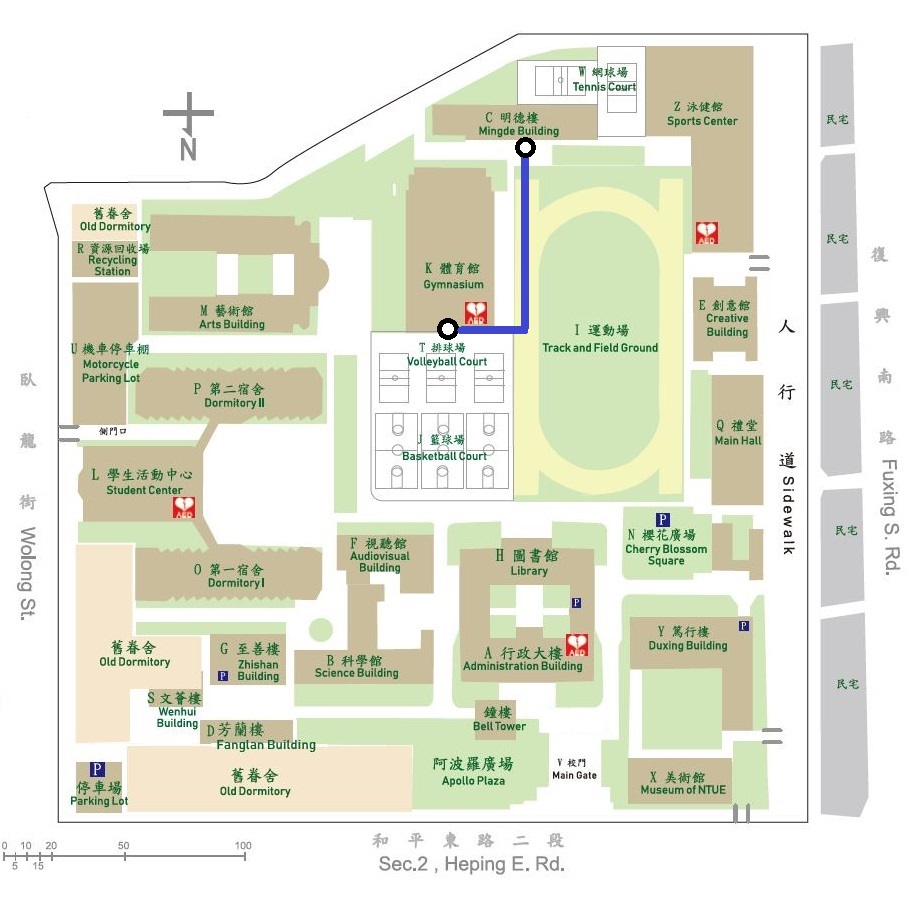 W 網球場
Tennis Court
C 明德樓
Mingde Building
Z 泳健館
Sports Center
民宅
N
舊眷舍
Old Dormitory
R 資源回收場
Recycling
Station
K 體育館
Gymnasium
AED
AED
民宅
復興南路 Fuxing S. Rd.
M 藝術館
Arts Building
E 創意館
Creative
Building
人行道 Sidewalk
I 運動場
Track and Field Ground
U 機車停車棚
Motorcycle
Parking Lot
T 排球場
Volleyball Court
P 第二宿舍
Dormitory II
民宅
臥龍街 Wolong St.
側門口
Q 禮堂
Main Hall
J 籃球場
Basketball Court
L 學生活動中心
Student Center
AED
P
N 櫻花廣場
Cherry Blossom
Square
民宅
F 視聽館
Audiovisual
Building
H 圖書館
Library
O 第一宿舍
Dormitory I
P
P
Y 篤行樓
Duxing Building
舊眷舍
Old Dormitory
G 至善樓
Zhishan
Building
P
B 科學館
Science Building
A 行政大樓
Administration Building
AED
民宅
S 文薈樓
Wenhui
Building
鐘樓
Bell Tower
D 芳蘭樓
Fanglan Building
P
停車場
Parking Lot
舊眷舍
Old Dormitory
阿波羅廣場
Apollo Plaza
V 校門
Main Gate
X 美術館
Museum of NTUE
0 10 20 50 100
5 15
和平東路二段
Sec.2 , Heping E. Rd.